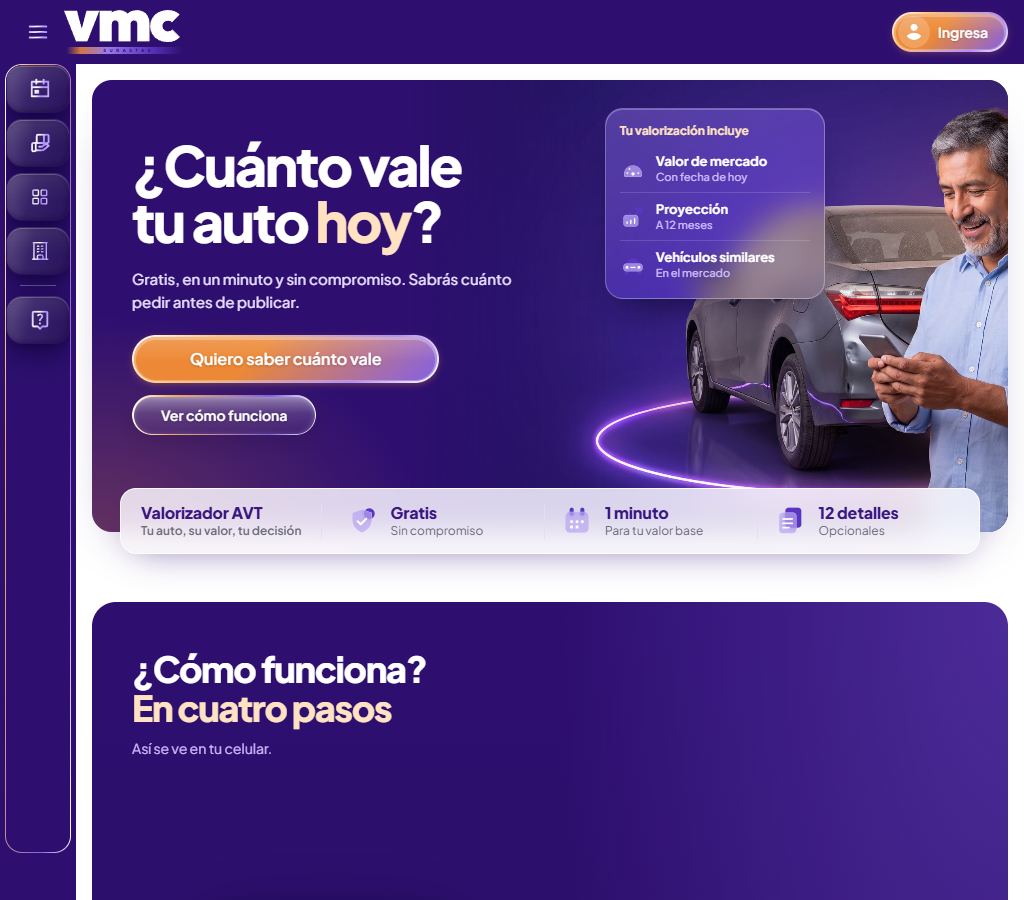 vmc
SUBASTAS
Ingresa
¿Cuánto vale
tu auto hoy?
Gratis, en un minuto y sin compromiso. Sabrás cuánto
pedir antes de publicar.
Quiero saber cuánto vale
Ver cómo funciona
Tu valorización incluye
Valor de mercado
Con fecha de hoy
Proyección
A 12 meses
Vehículos similares
En el mercado
Valorizador AVT
Tu auto, su valor, tu decisión
Gratis
Sin compromiso
1 minuto
Para tu valor base
12 detalles
Opcionales
¿Cómo funciona?
En cuatro pasos
Así se ve en tu celular.